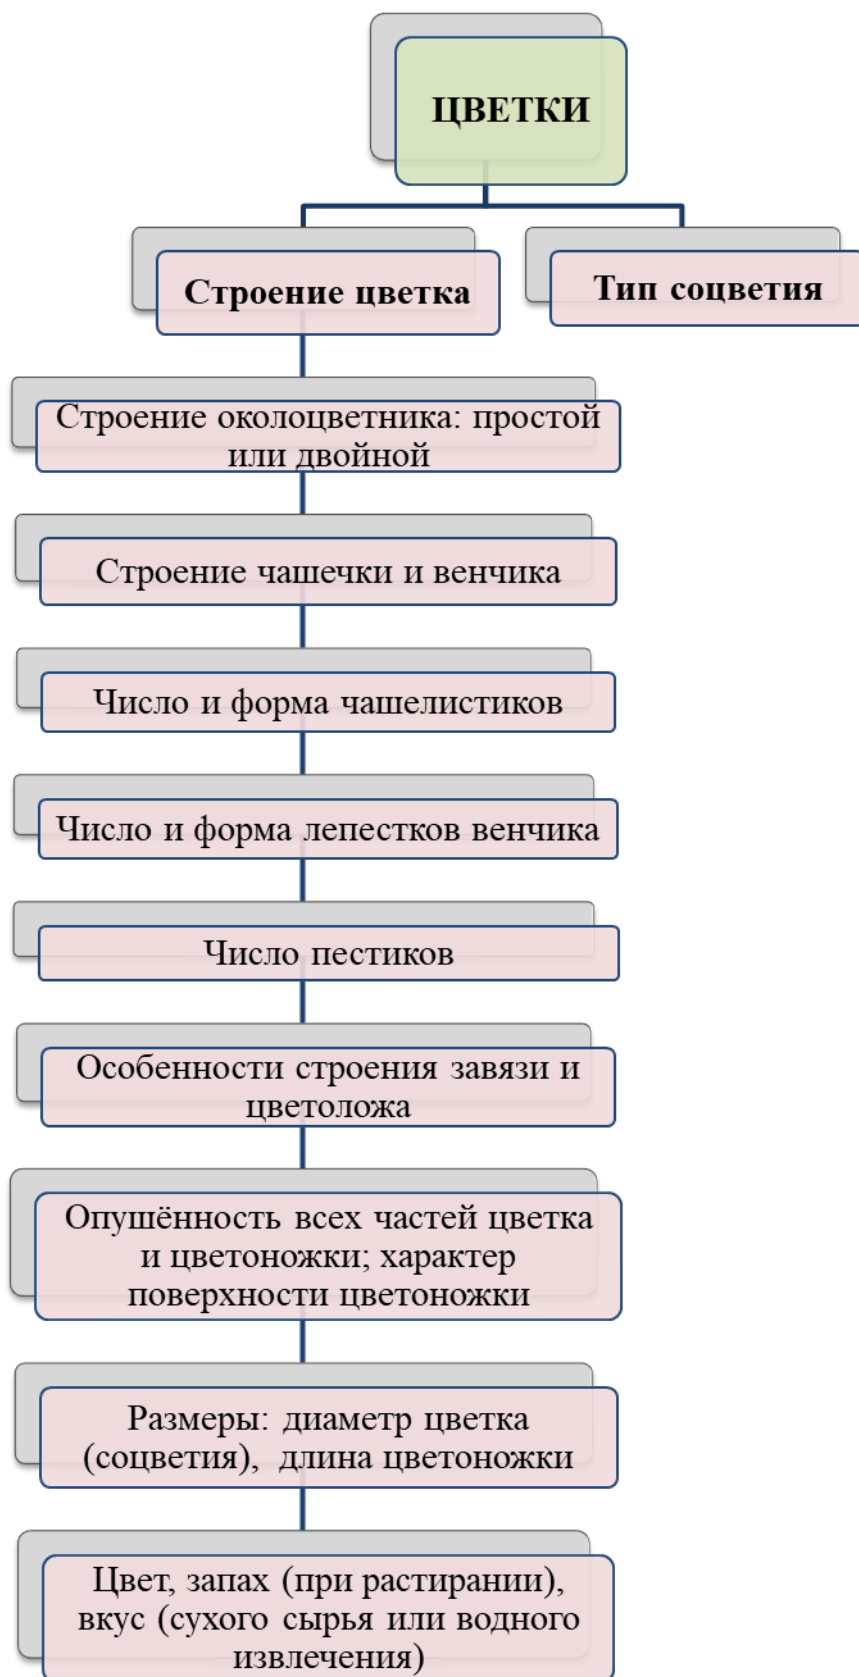 ЦВЕТКИ
Строение цветка
Тип соцветия
Строение околоцветника: простой
или двойной
Строение чашечки и венчика
Число и форма чашелистиков
Число и форма лепестков венчика
Число пестиков
Особенности строения завязи и
цветоложа
Опушённость всех частей цветка
и цветоножки; характер
поверхности цветоножки
Размеры: диаметр цветка
(соцветия), длина цветоножки
Цвет, запах (при растирании),
вкус (сухого сырья или водного
извлечения)